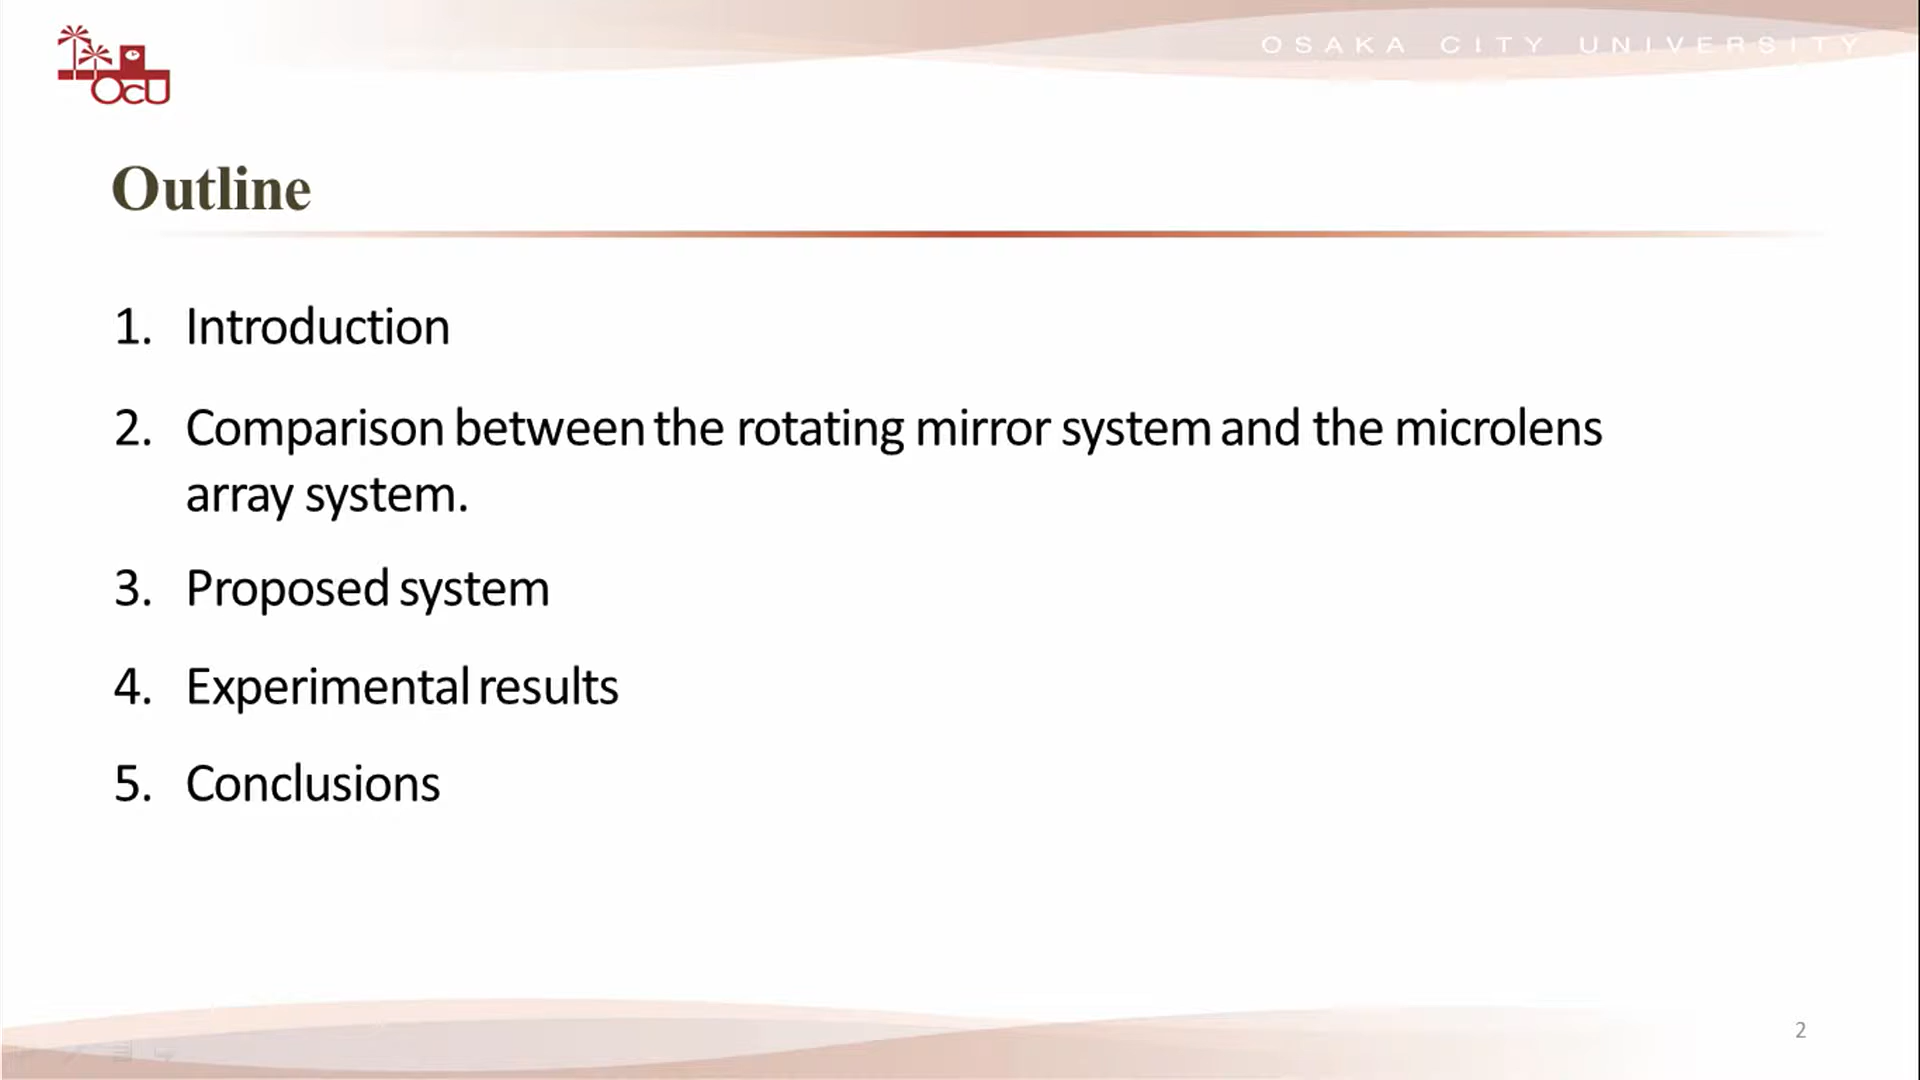 OCU
OSAKA CITY UNIVERSITY
Outline
1. Introduction
2. Comparison between the rotating mirror system and the microlens
array system.
3. Proposed system
4. Experimental results
5. Conclusions
2